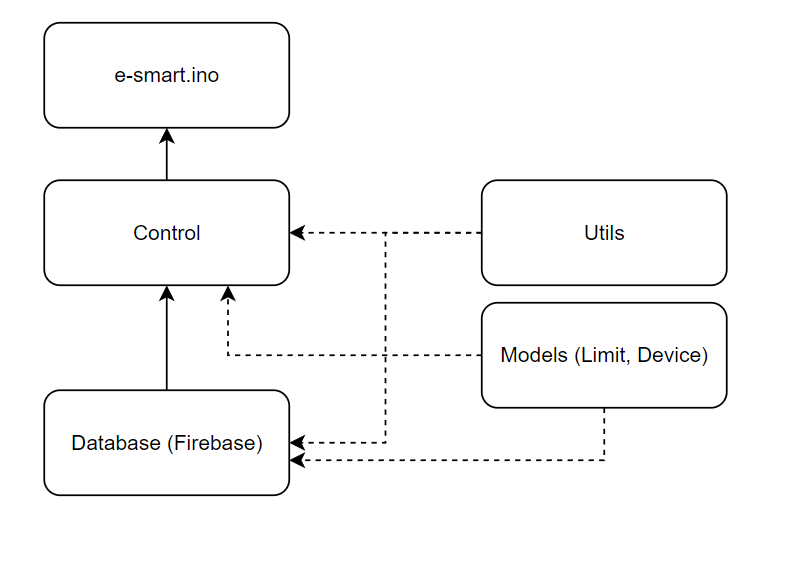 e-smart.ino
Control
Utils
Models (Limit, Device)
Database (Firebase)